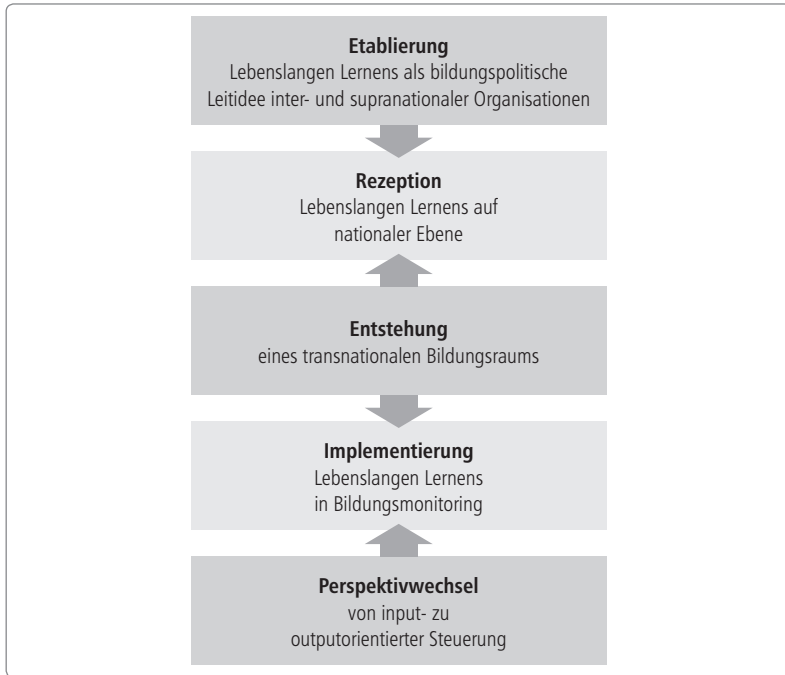 Etablierung
Lebenslangen Lernens als bildungspolitische
Leitidee inter- und supranationaler Organisationen
Rezeption
Lebenslangen Lernens auf
nationaler Ebene
Entstehung
eines transnationalen Bildungsraums
Implementierung
Lebenslangen Lernens
in Bildungsmonitoring
Perspektivwechsel
von input- zu
outputorientierter Steuerung